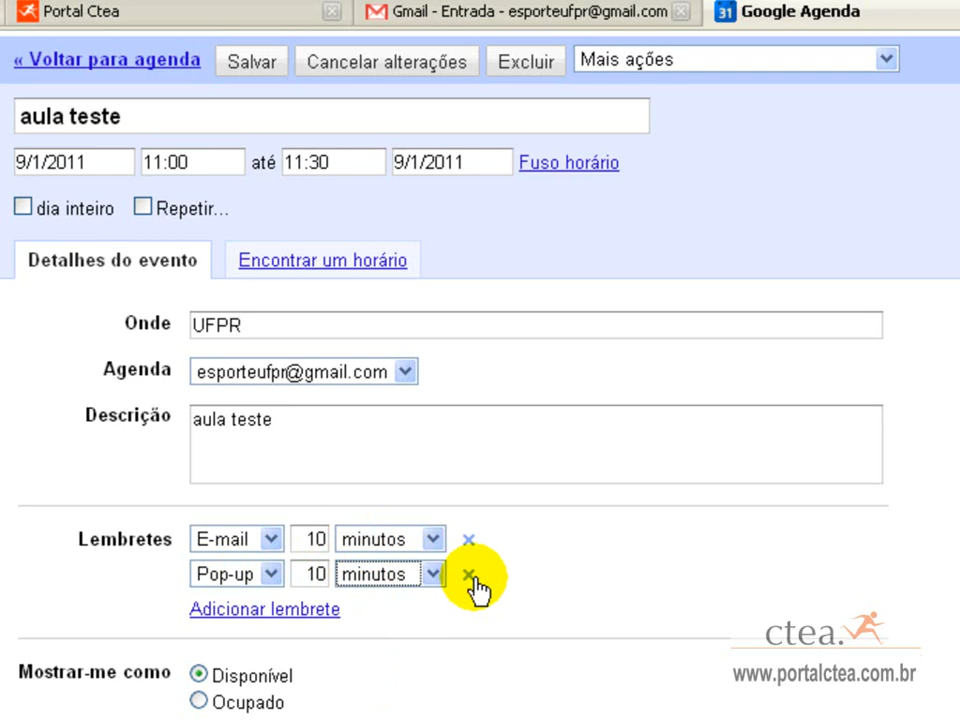 Portal Ctea
Gmail - Entrada - esporteufpr@gmail.com
31 Google Agenda
« Voltar para agenda Salvar Cancelar alterações Excluir Mais ações
aula teste
9/1/2011 11:00 até 11:30 9/1/2011 Fuso horário
dia inteiro Repetir...
Detalhes do evento Encontrar um horário
Onde UFPR
Agenda esporteufpr@gmail.com
Descrição aula teste
Lembretes E-mail 10 minutos
Pop-up 10 minutos
Adicionar lembrete
Mostrar-me como Disponível
Ocupado
ctea.
www.portalctea.com.br